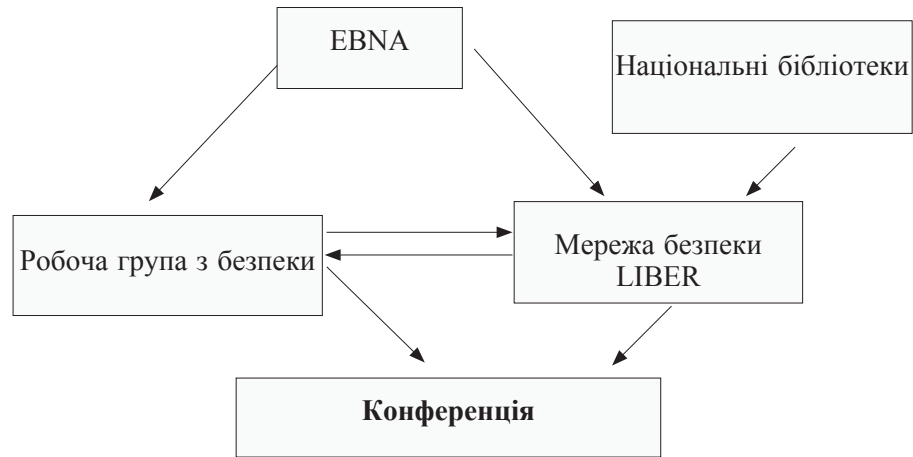 EBNA
Національні бібліотеки
Робоча група з безпеки
Мережа безпеки
LIBER
Конференція